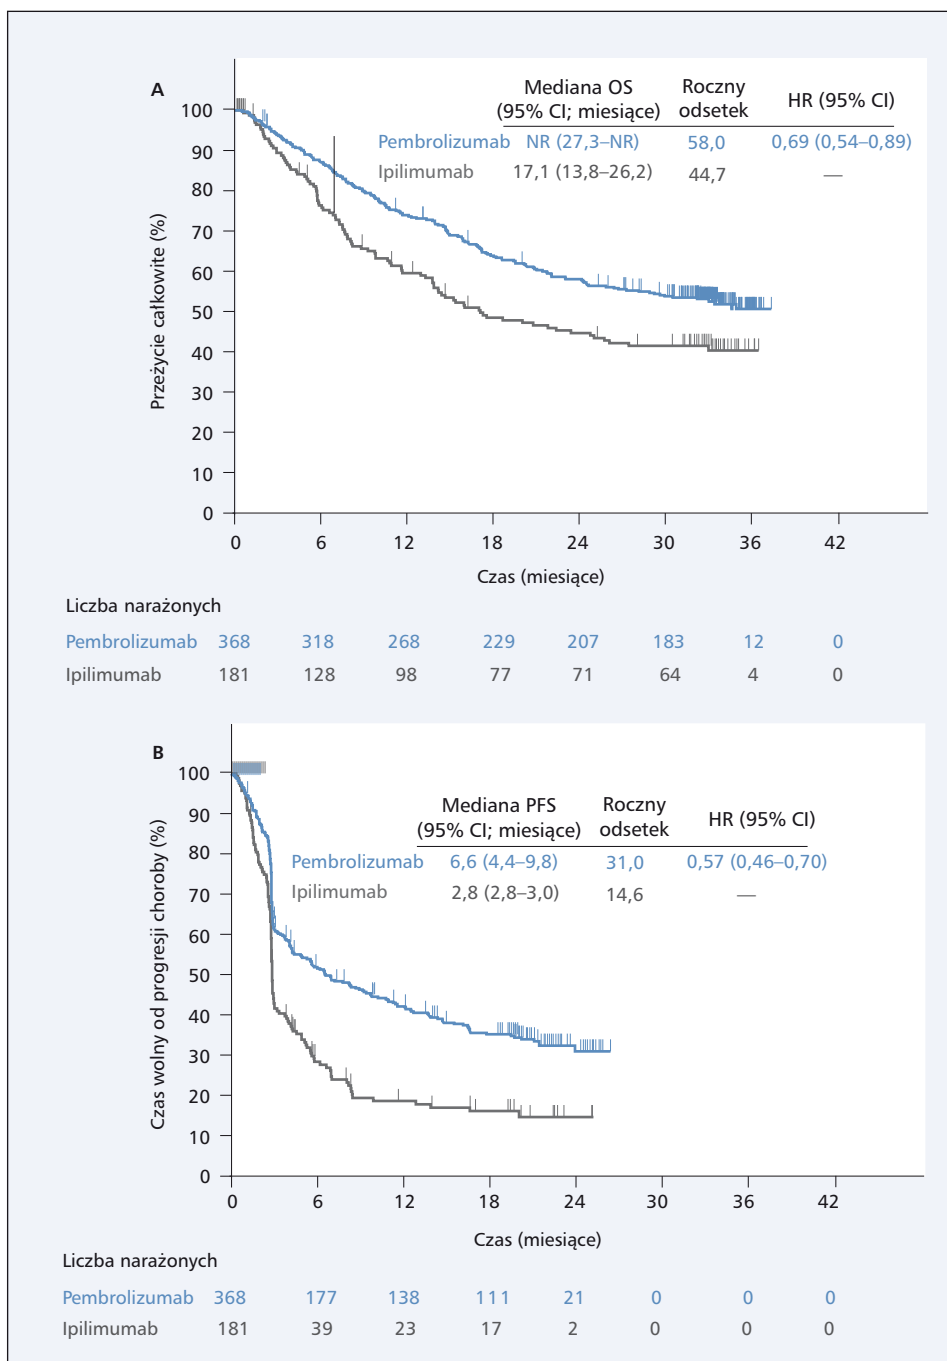 A
Mediana OS
(95% CI; miesiące)
Roczny
odsetek
HR (95% CI)
Pembrolizumab NR (27,3–NR) 58,0 0,69 (0,54–0,89)
Ipilimumab 17,1 (13,8–26,2) 44,7 —
Przeżycie całkowite (%)
100
90
80
70
60
50
40
30
20
10
0
0 6 12 18 24 30 36 42
Czas (miesiące)
Liczba narażonych
Pembrolizumab 368 318 268 229 207 183 12 0
Ipilimumab 181 128 98 77 71 64 4 0
B
Mediana PFS
(95% CI; miesiące)
Roczny
odsetek
HR (95% CI)
Pembrolizumab 6,6 (4,4–9,8) 31,0 0,57 (0,46–0,70)
Ipilimumab 2,8 (2,8–3,0) 14,6 —
Czas wolny od progresji choroby (%)
100
90
80
70
60
50
40
30
20
10
0
0 6 12 18 24 30 36 42
Czas (miesiące)
Liczba narażonych
Pembrolizumab 368 177 138 111 21 0 0 0
Ipilimumab 181 39 23 17 2 0 0 0